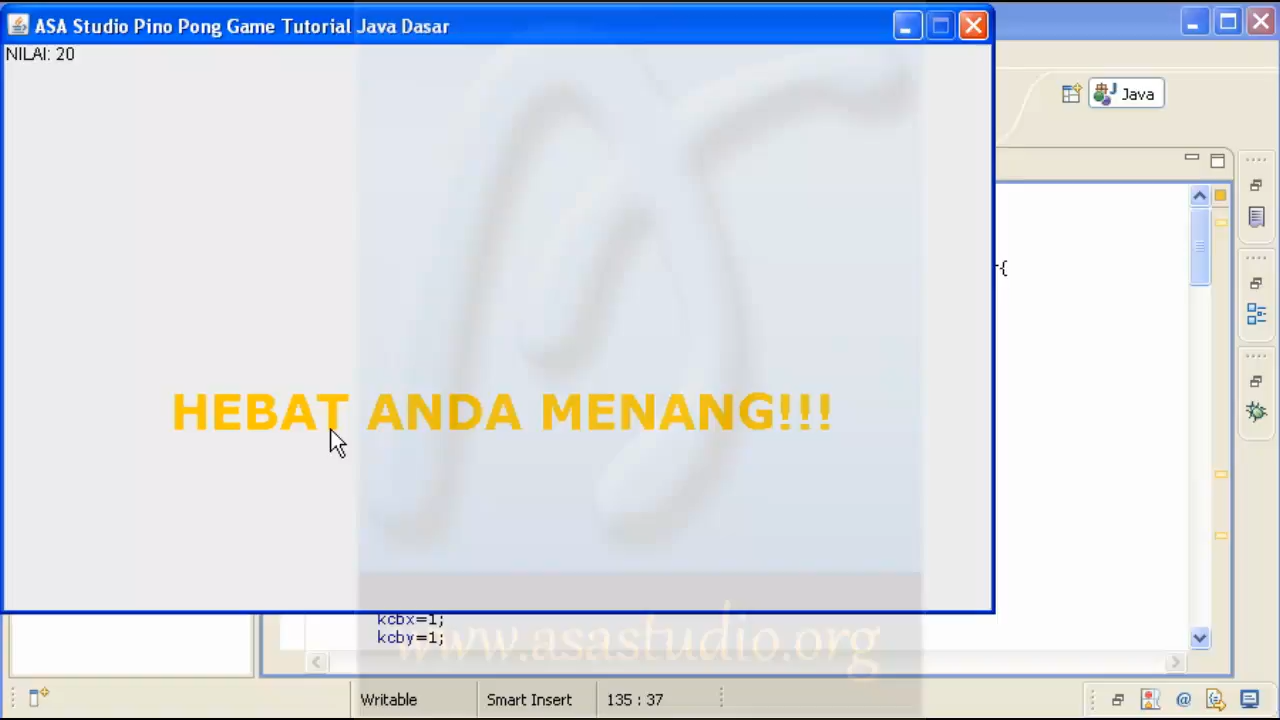 ASA Studio Pino Pong Game Tutorial Java Dasar
NILAI: 20
Java
r{
HEBAT ANDA MENANG!!!
kcbx=1;
kcby=1;
www.asastudio.org
Writable
Smart Insert
135 : 37